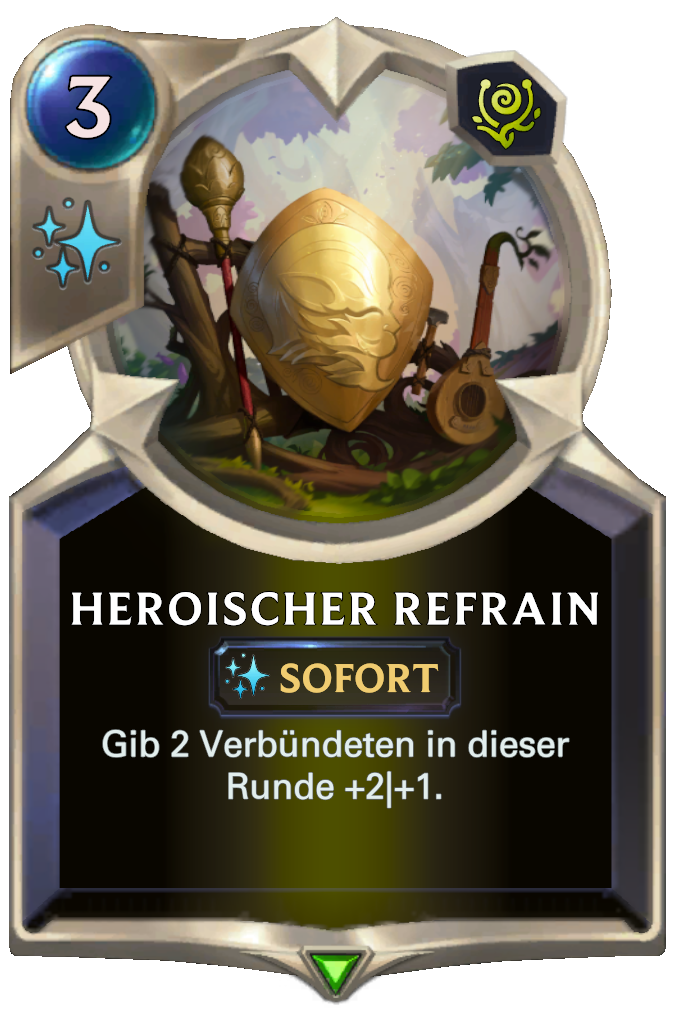 3
HEROISCHER REFRAIN
SOFORT
Gib 2 Verbündeten in dieser
Runde +2|+1.